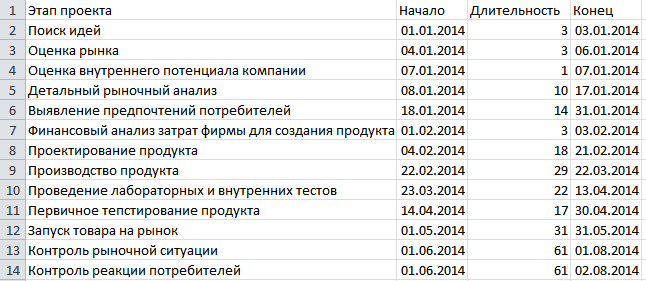 1 Этап проекта Начало Длительность Конец
2 Поиск идей 01.01.2014 3 03.01.2014
3 Оценка рынка 04.01.2014 3 06.01.2014
4 Оценка внутреннего потенциала компании 07.01.2014 1 07.01.2014
5 Детальный рыночный анализ 08.01.2014 10 17.01.2014
6 Выявление предпочтений потребителей 18.01.2014 14 31.01.2014
7 Финансовый анализ затрат фирмы для создания продукта 01.02.2014 3 03.02.2014
8 Проектирование продукта 04.02.2014 18 21.02.2014
9 Производство продукта 22.02.2014 29 22.03.2014
10 Проведение лабораторных и внутренних тестов 23.03.2014 22 13.04.2014
11 Первичное тепстирование продукта 14.04.2014 17 30.04.2014
12 Запуск товара на рынок 01.05.2014 31 31.05.2014
13 Контроль рыночной ситуации 01.06.2014 61 01.08.2014
14 Контроль реакции потребителей 01.06.2014 61 02.08.2014